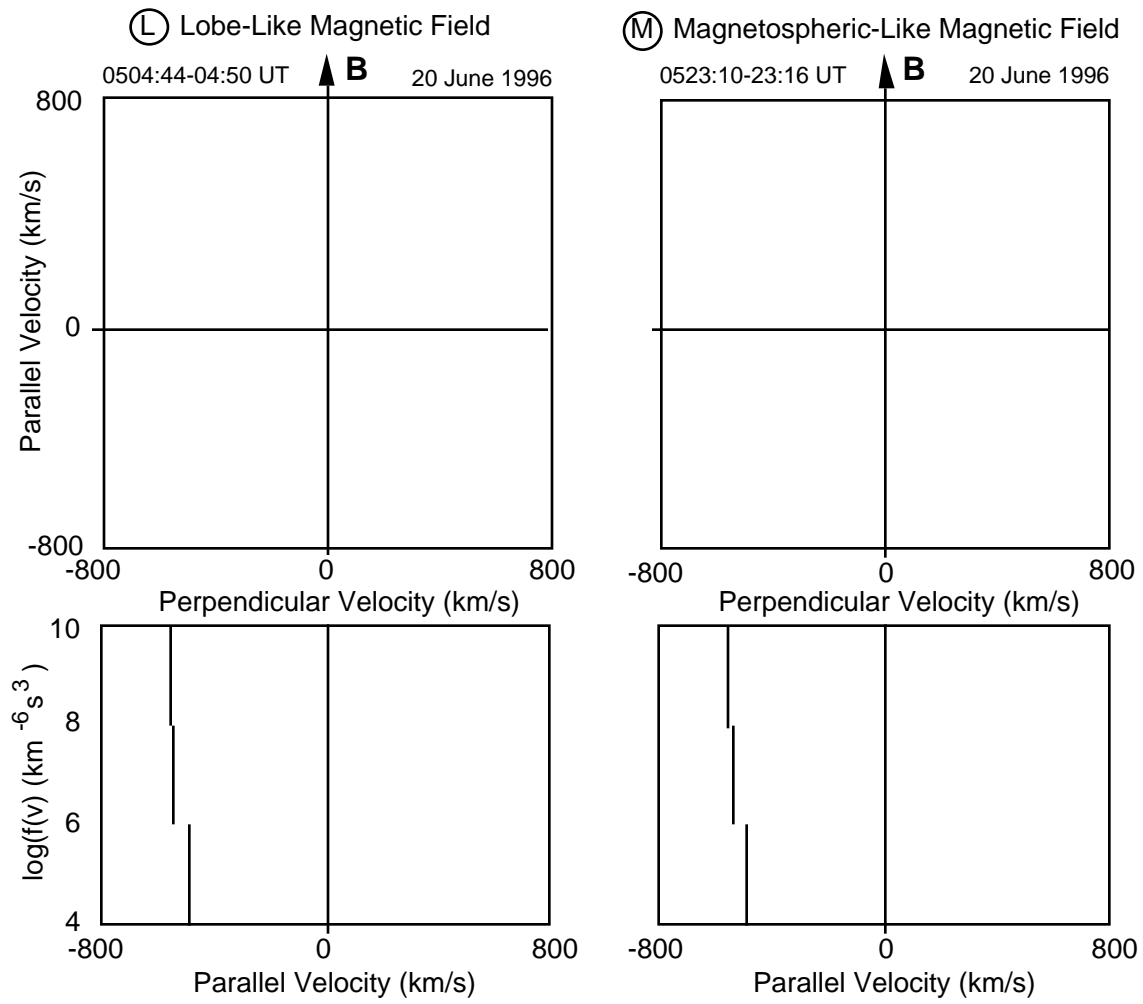 L Lobe-Like Magnetic Field
M Magnetospheric-Like Magnetic Field
0504:44-04:50 UT B 20 June 1996
0523:10-23:16 UT B 20 June 1996
Parallel Velocity (km/s)
800
0
-800
-800 0 800
-800 0 800
Perpendicular Velocity (km/s)
Perpendicular Velocity (km/s)
log(f(v) (km -6 s 3 )
10
8
6
4
-800 0 800
-800 0 800
Parallel Velocity (km/s)
Parallel Velocity (km/s)